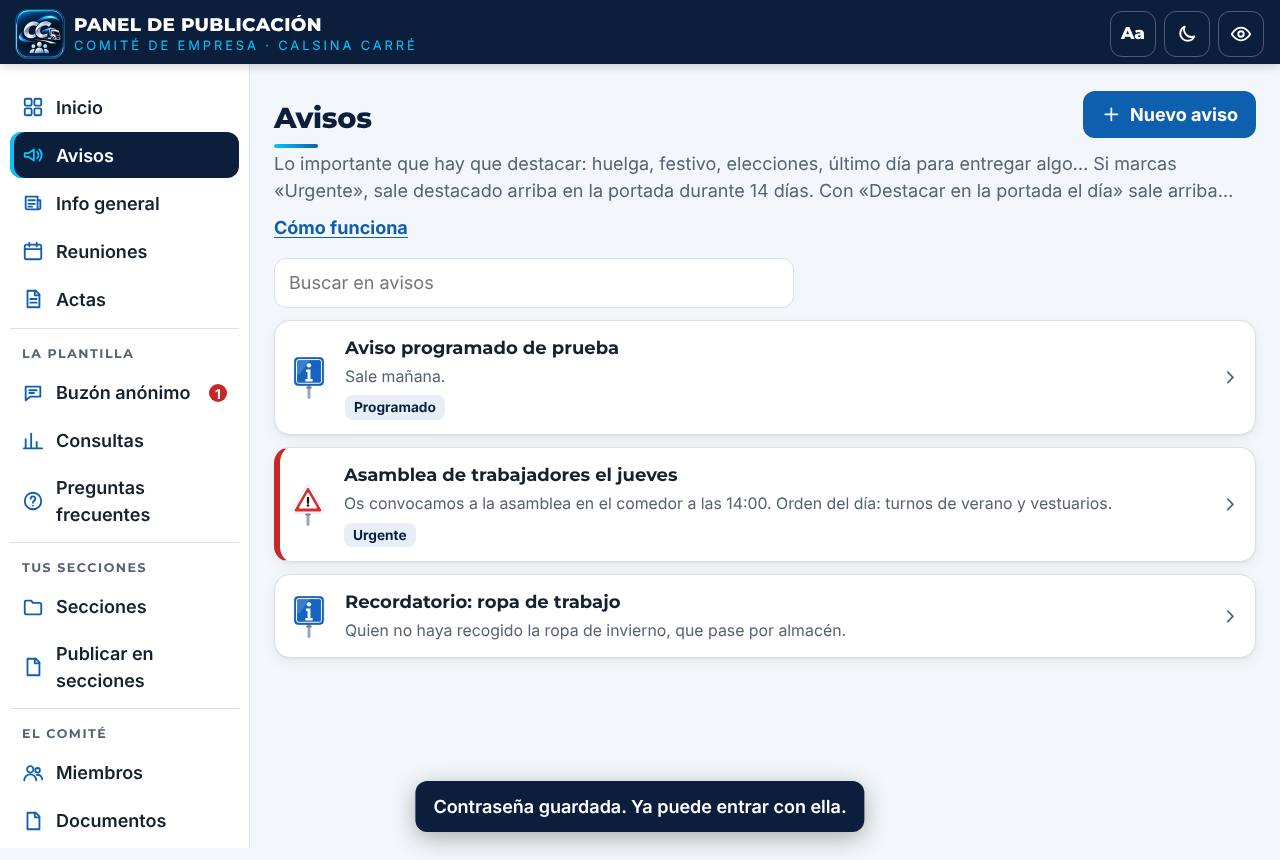 CC
PANEL DE PUBLICACIÓN
COMITÉ DE EMPRESA · CALSINA CARRÉ
Aa
Inicio
Avisos
Info general
Reuniones
Actas
LA PLANTILLA
Buzón anónimo 1
Consultas
Preguntas
frecuentes
TUS SECCIONES
Secciones
Publicar en
secciones
EL COMITÉ
Miembros
Documentos
Avisos
+ Nuevo aviso
Lo importante que hay que destacar: huelga, festivo, elecciones, último día para entregar algo… Si marcas
«Urgente», sale destacado arriba en la portada durante 14 días. Con «Destacar en la portada el día» sale arriba…
Cómo funciona
Buscar en avisos
Aviso programado de prueba
Sale mañana.
Programado
Asamblea de trabajadores el jueves
Os convocamos a la asamblea en el comedor a las 14:00. Orden del día: turnos de verano y vestuarios.
Urgente
Recordatorio: ropa de trabajo
Quien no haya recogido la ropa de invierno, que pase por almacén.
Contraseña guardada. Ya puede entrar con ella.